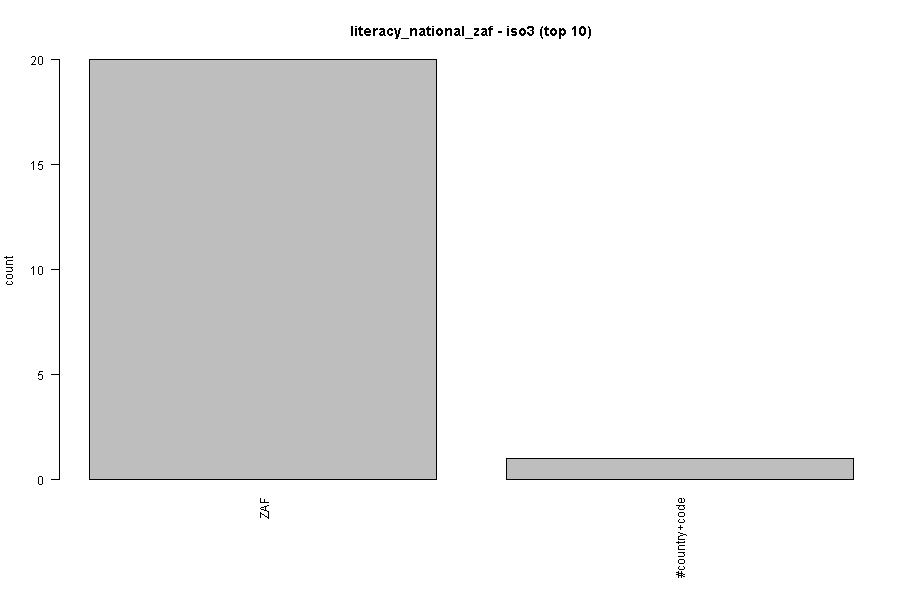 literacy_national_zaf - iso3 (top 10)
count
20
15
10
5
0
ZAF
#country+code